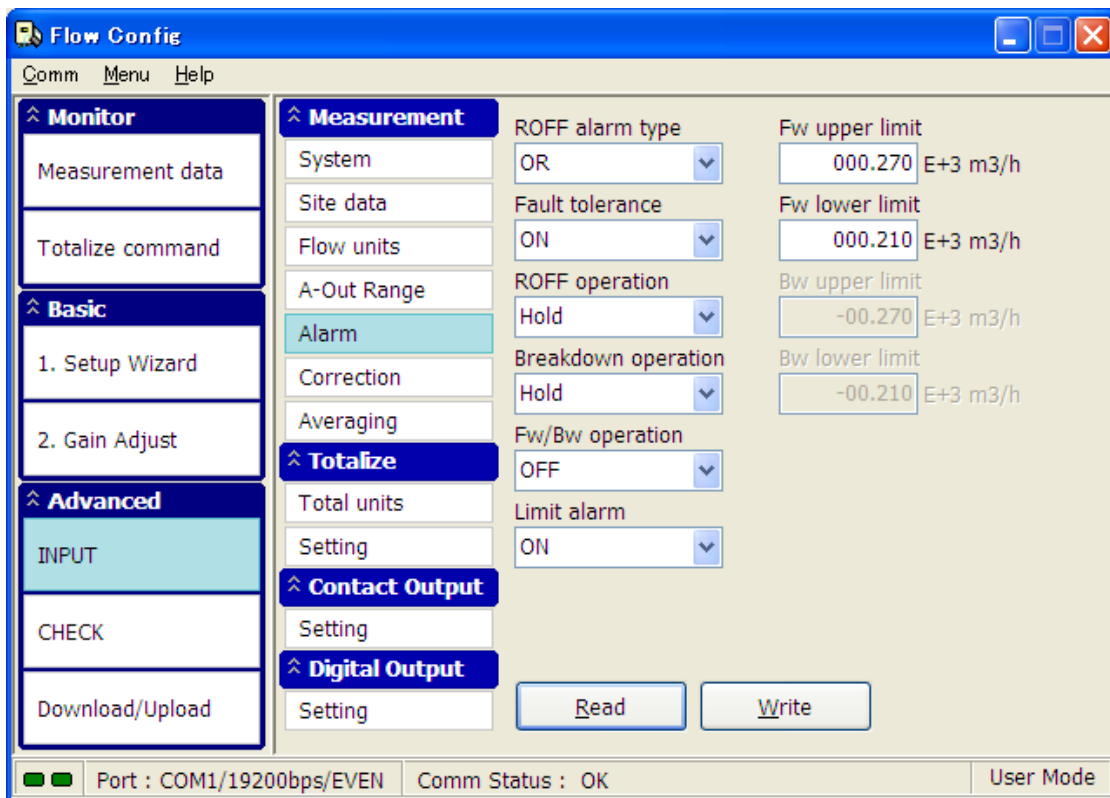 Flow Config
Comm Menu Help
Monitor
Measurement data
Totalize command
Basic
1. Setup Wizard
2. Gain Adjust
Advanced
INPUT
CHECK
Download/Upload
Measurement
System
Site data
Flow units
A-Out Range
Alarm
Correction
Averaging
Totalize
Total units
Setting
Contact Output
Setting
Digital Output
Setting
ROFF alarm type
OR
Fault tolerance
ON
ROFF operation
Hold
Breakdown operation
Hold
Fw/Bw operation
OFF
Limit alarm
ON
Fw upper limit
000.270 E+3 m3/h
Fw lower limit
000.210 E+3 m3/h
Bw upper limit
-00.270 E+3 m3/h
Bw lower limit
-00.210 E+3 m3/h
Read Write
Port : COM1/19200bps/EVEN Comm Status : OK User Mode